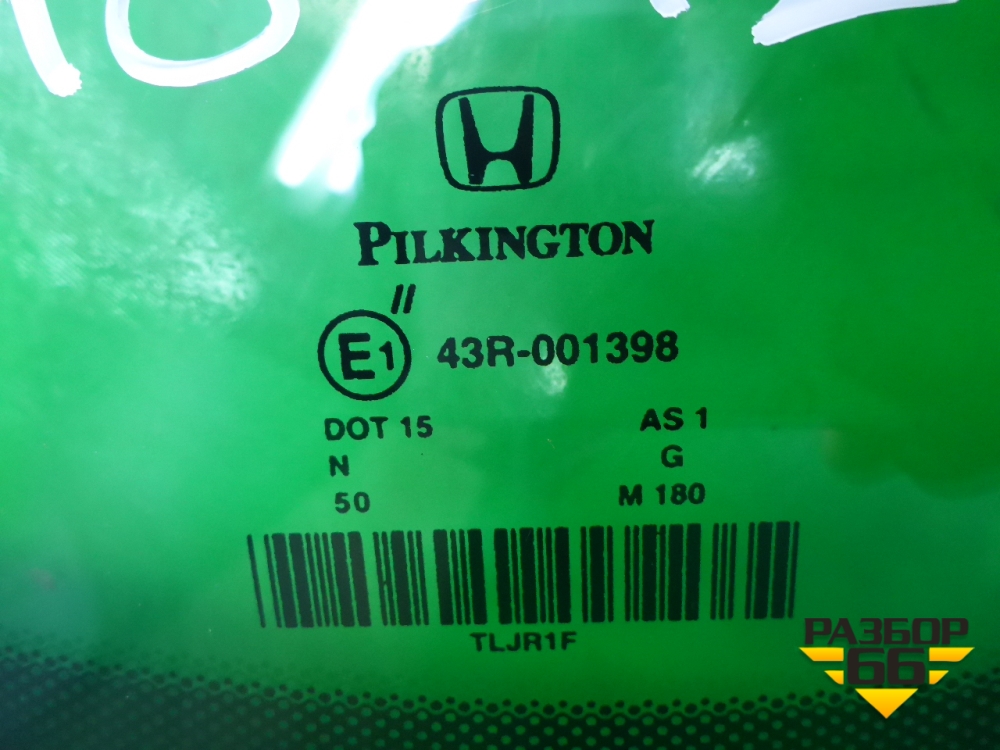 PILKINGTON
//
E1 43R-001398
DOT 15 AS 1
N G
50 M 180
TLJR1F
РАЗБОР
66